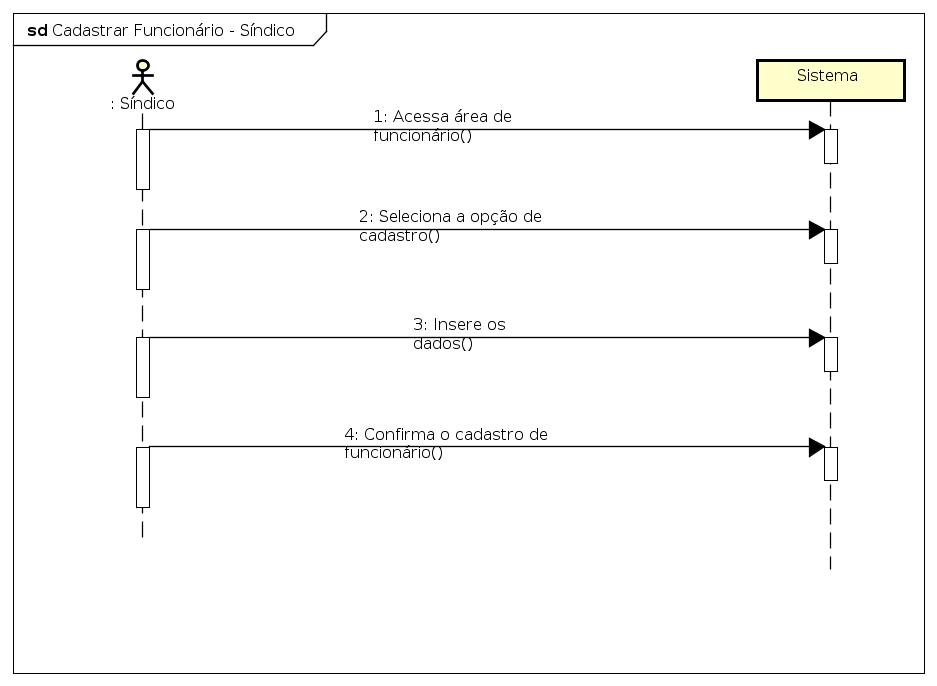 sd Cadastrar Funcionário - Síndico
: Síndico
Sistema
1: Acessa área de
funcionário()
2: Seleciona a opção de
cadastro()
3: Insere os
dados()
4: Confirma o cadastro de
funcionário()